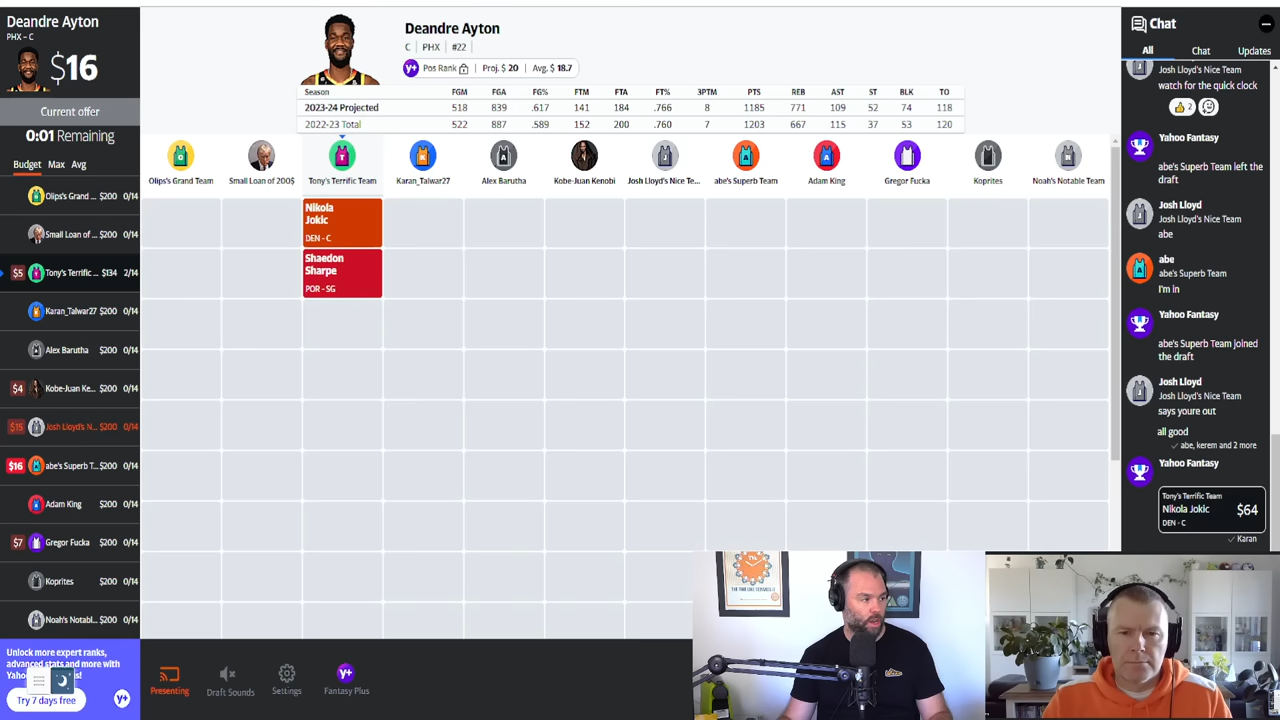 Deandre Ayton
PHX - C
$16
Current offer
0:01 Remaining
Budget Max Avg
Olips's Grand ... $200 0/14
Small Loan of ... $200 0/14
$5 Tony's Terrific ... $134 2/14
Karan_Talwar27 $200 0/14
Alex Barutha $200 0/14
$4 Kobe-Juan Ke... $200 0/14
$15 Josh Lloyd's N... $200 0/14
$16 abe's Superb T... $200 0/14
Adam King $200 0/14
$7 Gregor Fucka $200 0/14
Koprites $200 0/14
Noah's Notabl... $200 0/14
Unlock more expert ranks,
advanced stats and more with
Try 7 days free
y+
Deandre Ayton
C PHX #22
y+ Pos Rank Proj. $ 20 Avg. $ 18.7
Season FGM FGA FG% FTM FTA FT% 3PTM PTS REB AST ST BLK TO
2023-24 Projected 518 839 .617 141 184 .766 8 1185 771 109 52 74 118
2022-23 Total 522 887 .589 152 200 .760 7 1203 667 115 37 53 120
Olips's Grand Team Small Loan of 200$ Tony's Terrific Team Karan_Talwar27 Alex Barutha Kobe-Juan Kenobi Josh Lloyd's Nice Te... abe's Superb Team Adam King Gregor Fucka Koprites Noah's Notable Team
Nikola
Jokic
DEN - C
Shaedon
Sharpe
POR - SG
Presenting Draft Sounds Settings Fantasy Plus
Chat
All Chat Updates
Josh Lloyd's Nice Team
watch for the quick clock
2
Yahoo Fantasy
abe's Superb Team left the
draft
Josh Lloyd
Josh Lloyd's Nice Team
abe
abe
abe's Superb Team
I'm in
Yahoo Fantasy
abe's Superb Team joined
the draft
Josh Lloyd
Josh Lloyd's Nice Team
says youre out
all good
abe, kerem and 2 more
Yahoo Fantasy
Tony's Terrific Team
Nikola Jokic $64
DEN - C
Karan